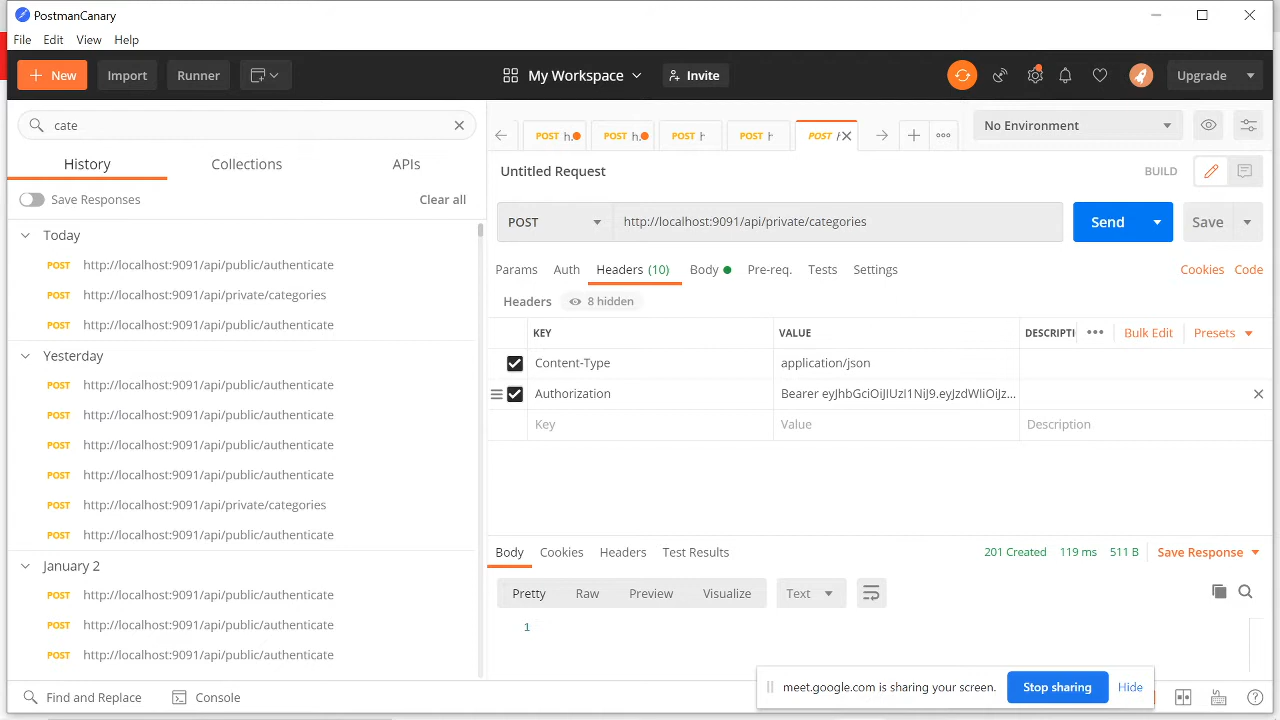 PostmanCanary
File Edit View Help
New Import Runner My Workspace Invite Upgrade
cate
History Collections APIs
Save Responses Clear all
Today
POST http://localhost:9091/api/public/authenticate
POST http://localhost:9091/api/private/categories
POST http://localhost:9091/api/public/authenticate
Yesterday
POST http://localhost:9091/api/public/authenticate
POST http://localhost:9091/api/public/authenticate
POST http://localhost:9091/api/public/authenticate
POST http://localhost:9091/api/public/authenticate
POST http://localhost:9091/api/private/categories
POST http://localhost:9091/api/public/authenticate
January 2
POST http://localhost:9091/api/public/authenticate
POST http://localhost:9091/api/public/authenticate
POST http://localhost:9091/api/public/authenticate
Find and Replace Console
POST h. POST h. POST h POST h POST No Environment
Untitled Request BUILD
POST http://localhost:9091/api/private/categories Send Save
Params Auth Headers (10) Body Pre-req. Tests Settings Cookies Code
Headers 8 hidden
KEY VALUE DESCRIPTI Bulk Edit Presets
Content-Type application/json
Authorization Bearer eyJhbGciOiJIUzI1NiJ9.eyJzdWIiOiJz...
Key Value Description
Body Cookies Headers Test Results 201 Created 119 ms 511 B Save Response
Pretty Raw Preview Visualize Text
1
meet.google.com is sharing your screen. Stop sharing Hide